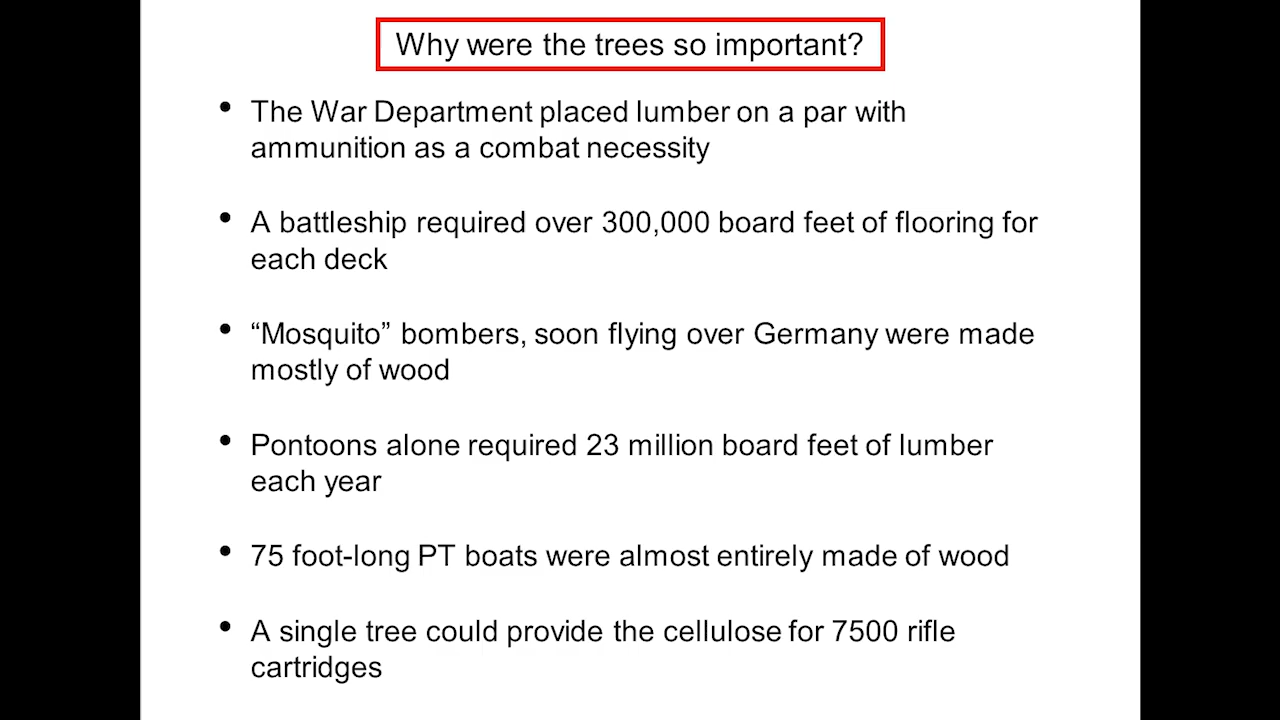 Why were the trees so important?
• The War Department placed lumber on a par with
ammunition as a combat necessity
• A battleship required over 300,000 board feet of flooring for
each deck
• “Mosquito” bombers, soon flying over Germany were made
mostly of wood
• Pontoons alone required 23 million board feet of lumber
each year
• 75 foot-long PT boats were almost entirely made of wood
• A single tree could provide the cellulose for 7500 rifle
cartridges